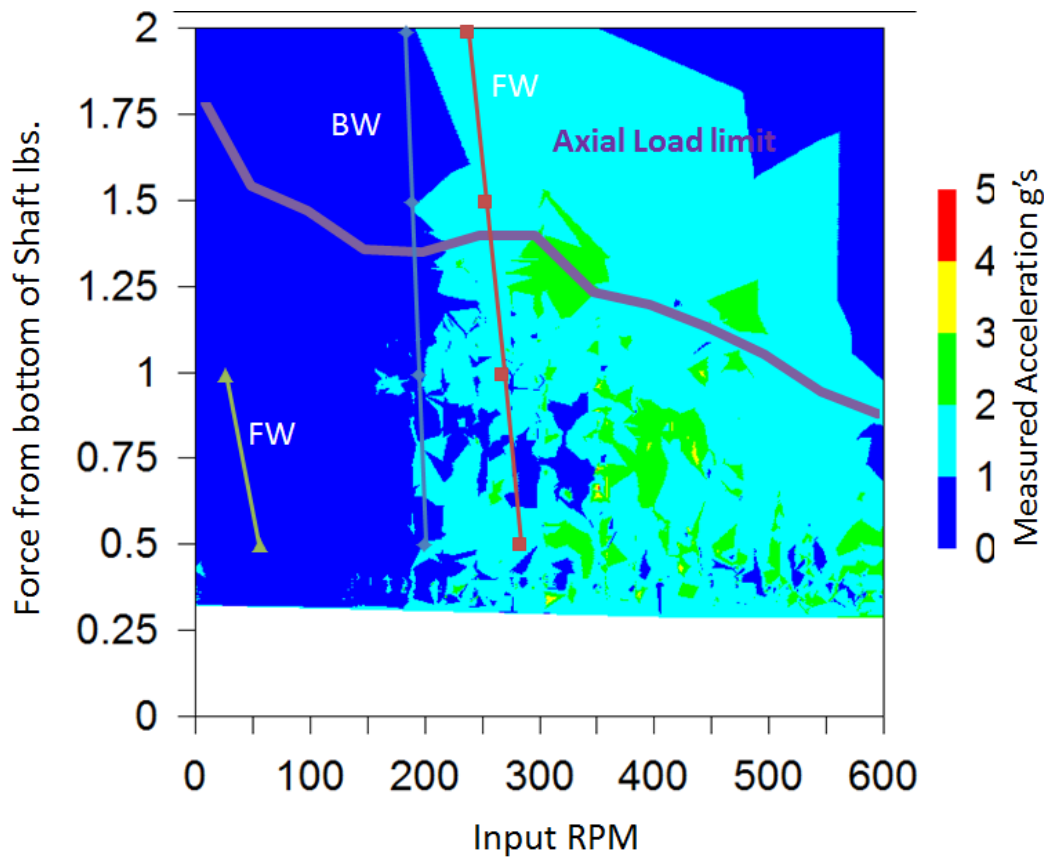 2
1.75
1.5
1.25
1
0.75
0.5
0.25
0
Force from bottom of Shaft lbs.
0 100 200 300 400 500 600
Input RPM
BW
FW
FW
Axial Load limit
5
4
3
2
1
0
Measured Acceleration g's